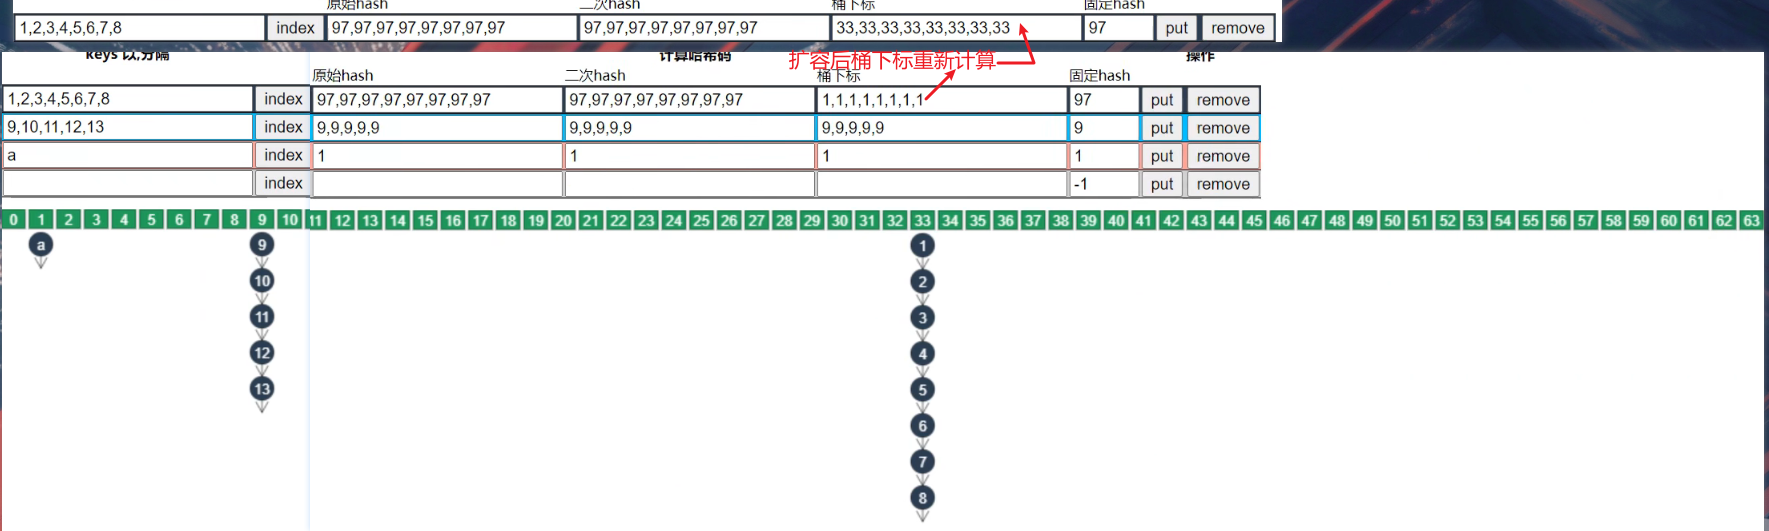 原始hash 二次hash 桶下标 固定hash
1,2,3,4,5,6,7,8 index 97,97,97,97,97,97,97,97 97,97,97,97,97,97,97,97 33,33,33,33,33,33,33,33 97 put remove
keys 以,分隔 计算哈希码 操作
扩容后桶下标重新计算
原始hash 二次hash 桶下标 固定hash
1,2,3,4,5,6,7,8 index 97,97,97,97,97,97,97,97 97,97,97,97,97,97,97,97 1,1,1,1,1,1,1,1 97 put remove
9,10,11,12,13 index 9,9,9,9,9 9,9,9,9,9 9,9,9,9,9 9 put remove
a index 1 1 1 1 put remove
index -1 put remove
0 1 2 3 4 5 6 7 8 9 10 11 12 13 14 15 16 17 18 19 20 21 22 23 24 25 26 27 28 29 30 31 32 33 34 35 36 37 38 39 40 41 42 43 44 45 46 47 48 49 50 51 52 53 54 55 56 57 58 59 60 61 62 63
a 9 1
10 2
11 3
12 4
13 5
6
7
8